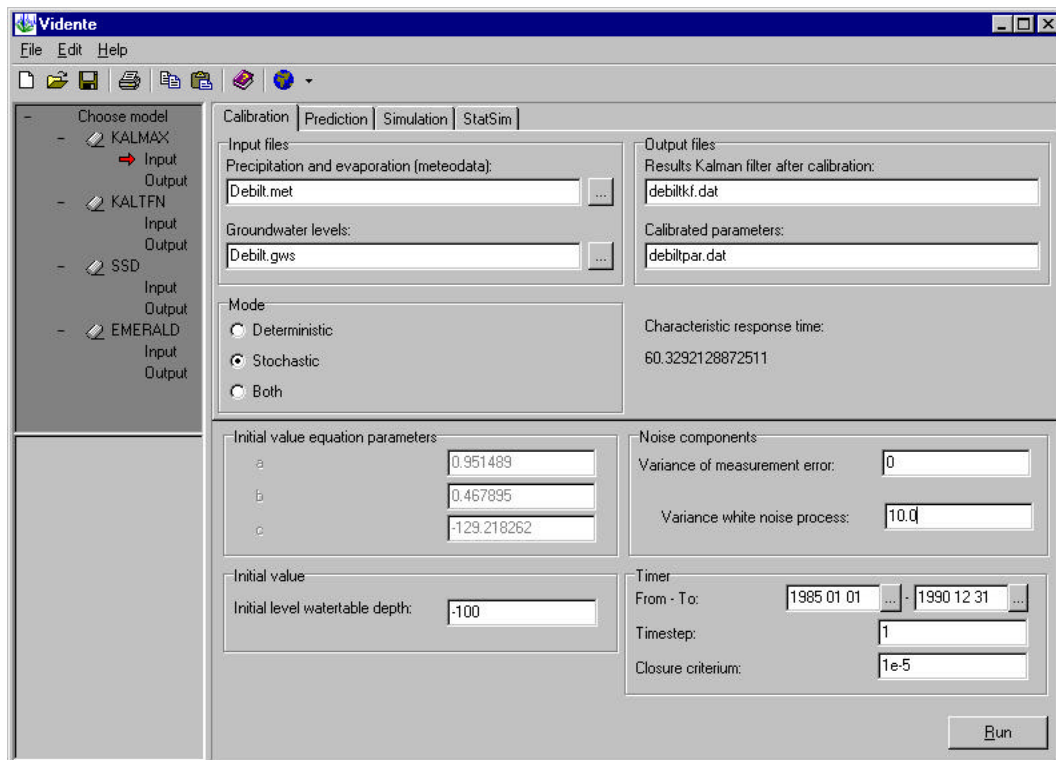 Vidente
File Edit Help
Choose model
KALMAX
Input
Output
KALTFN
Input
Output
SSD
Input
Output
EMERALD
Input
Output
Calibration Prediction Simulation StatSim
Input files
Precipitation and evaporation (meteodata):
Debilt.met
...
Groundwater levels:
Debilt.gws
...
Output files
Results Kalman filter after calibration:
debiltkf.dat
Calibrated parameters:
debiltpar.dat
Mode
Deterministic
Stochastic
Both
Characteristic response time:
60.3292128872511
Initial value equation parameters
a 0.951489
b 0.467895
c -129.218262
Noise components
Variance of measurement error: 0
Variance white noise process: 10.0
Initial value
Initial level watertable depth: -100
Timer
From - To: 1985 01 01 ... - 1990 12 31 ...
Timestep: 1
Closure criterium: 1e-5
Run